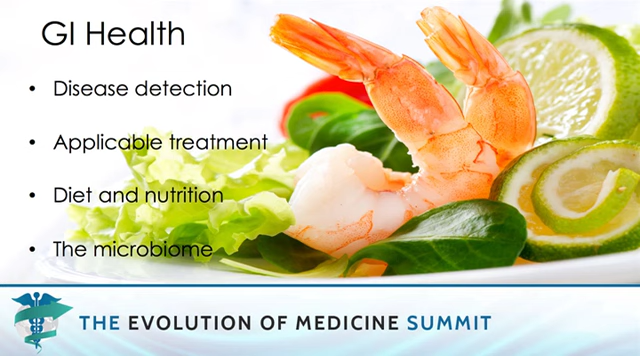 GI Health
• Disease detection
• Applicable treatment
• Diet and nutrition
• The microbiome
THE EVOLUTION OF MEDICINE SUMMIT